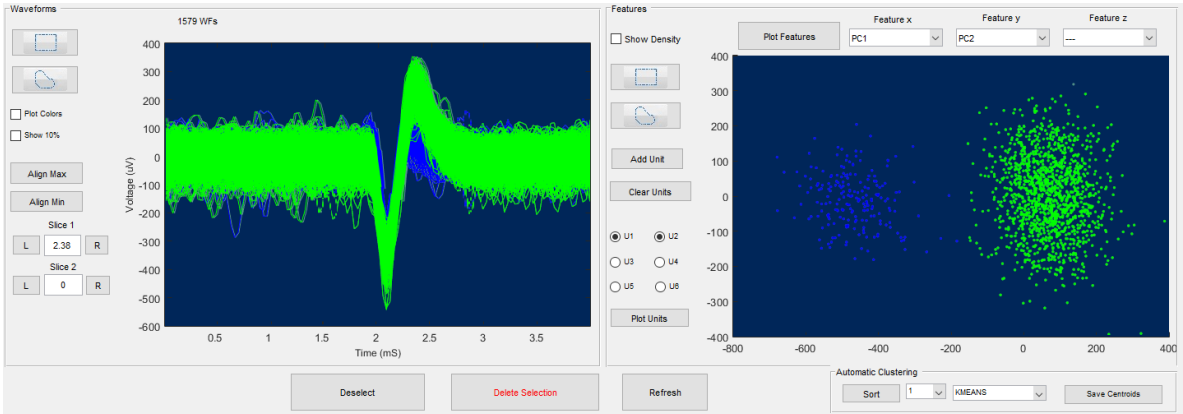 Waveforms
1579 WFs
Plot Colors
Show 10%
Align Max
Align Min
Slice 1
L 2.38 R
Slice 2
L 0 R
Voltage (uV)
400
300
200
100
0
-100
-200
-300
-400
-500
-600
0.5 1 1.5 2 2.5 3 3.5
Time (mS)
Features
Show Density
Plot Features
Feature x Feature y Feature z
PC1 PC2 ---
Add Unit
Clear Units
U1 U2
U3 U4
U5 U6
Plot Units
400
300
200
100
0
-100
-200
-300
-400
-800 -600 -400 -200 0 200 400
Deselect
Delete Selection
Refresh
Automatic Clustering
Sort 1 KMEANS Save Centroids